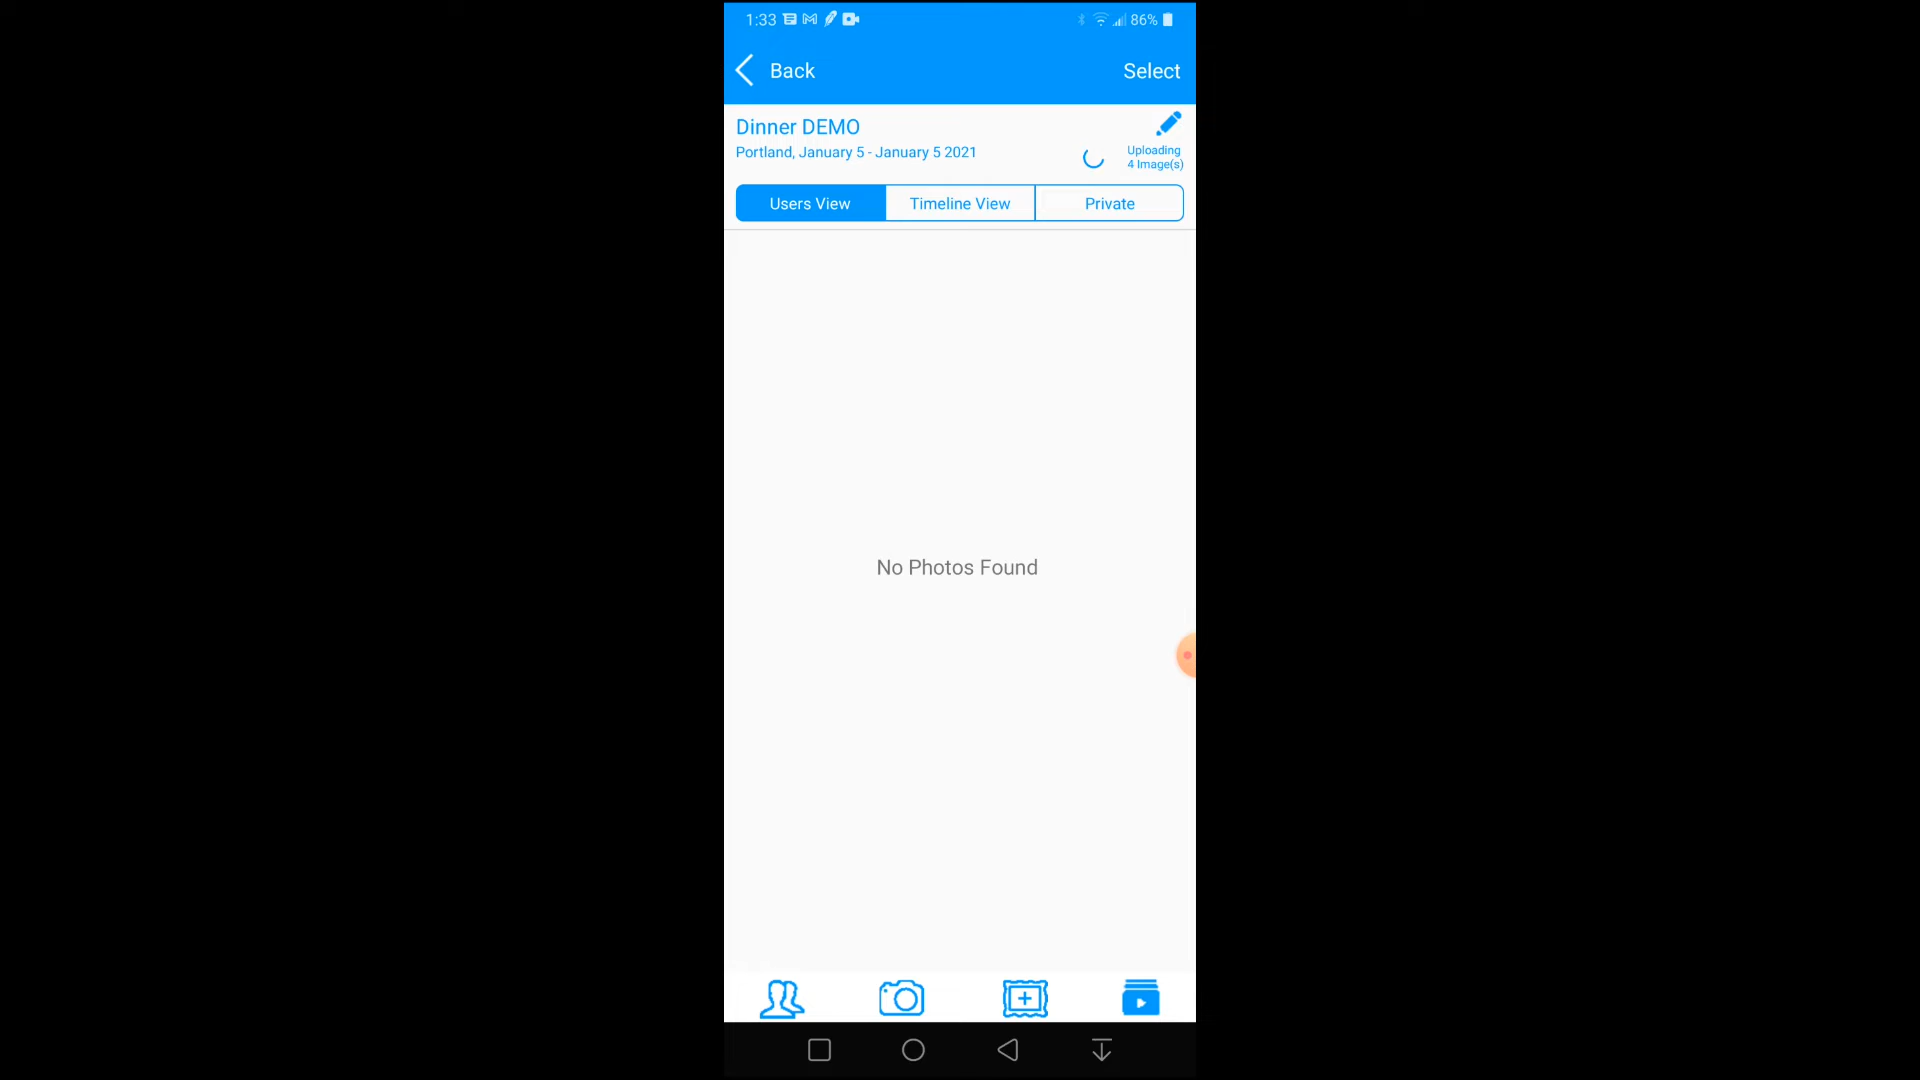 1:33
86%
Back
Select
Dinner DEMO
Portland, January 5 - January 5 2021
Uploading
4 Image(s)
Users View
Timeline View
Private
No Photos Found